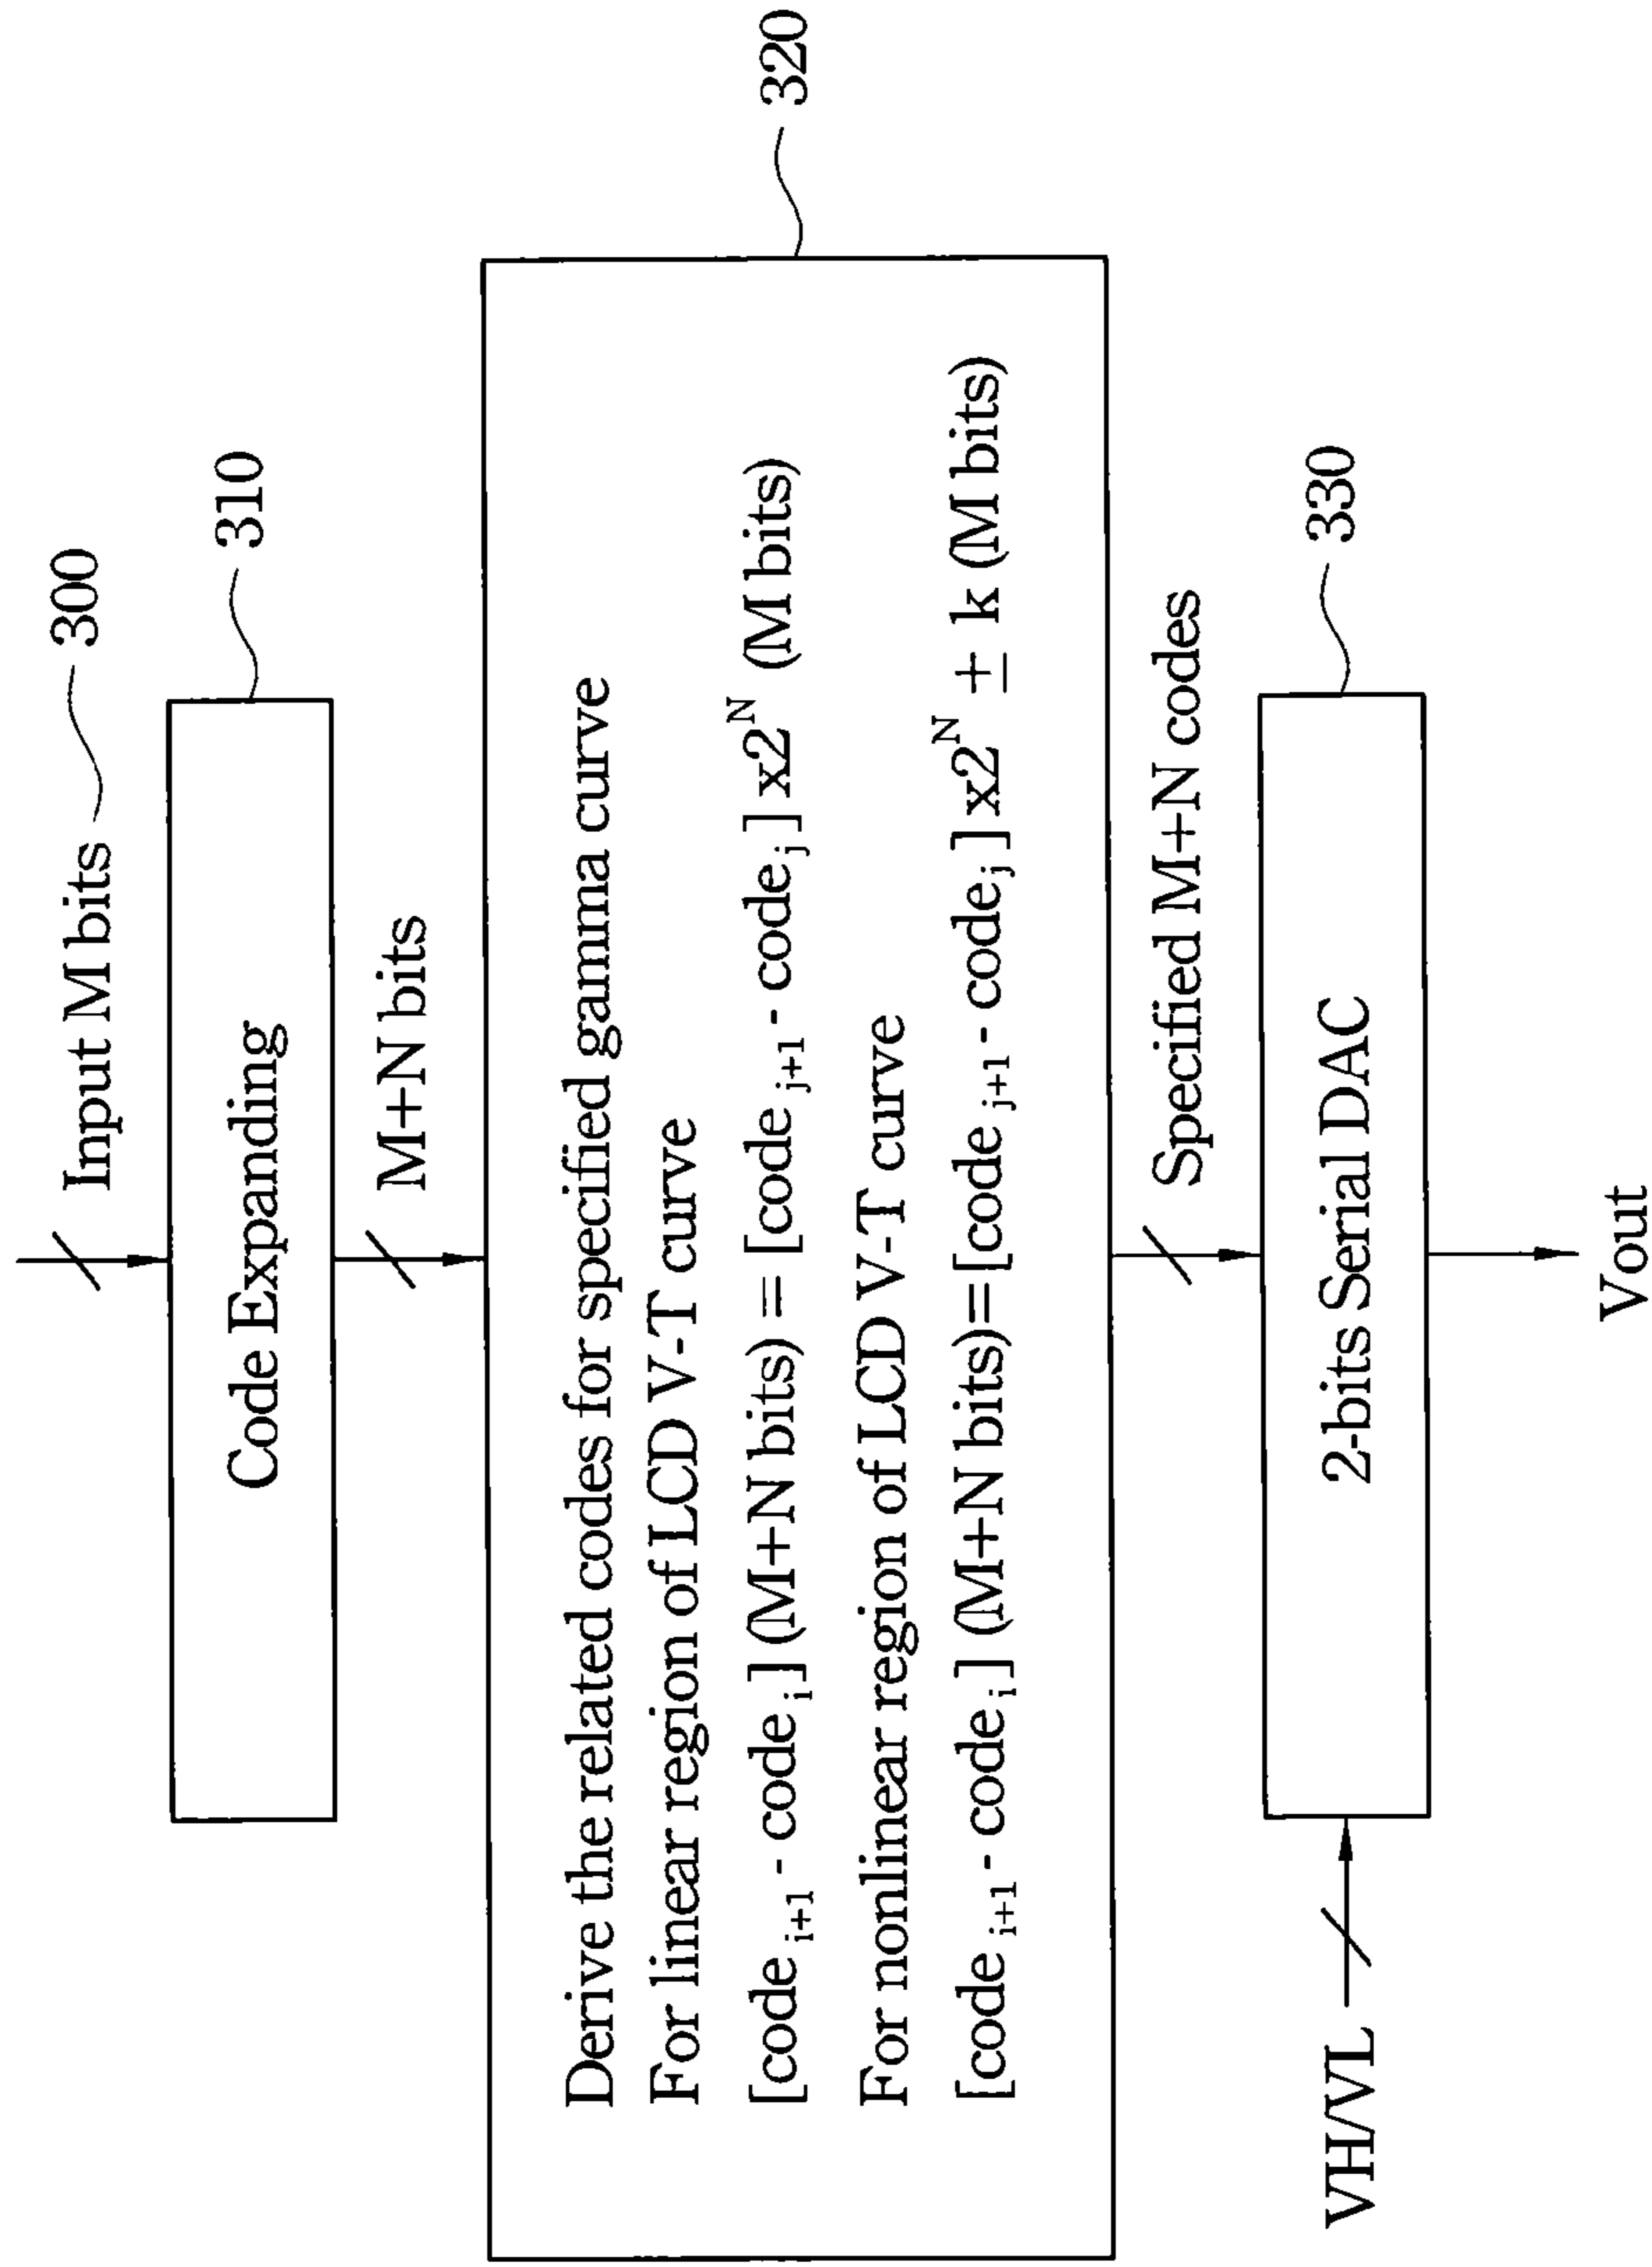 Input M bits
300
310
Code Expanding
M+N bits
320
Derive the related codes for specified gamma curve
For linear region of LCD V-T curve
[code i+1 - code i] (M+N bits) = [code j+1 - code j] x2^N (M bits)
For nonlinear region of LCD V-T curve
[code i+1 - code i] (M+N bits)=[code j+1 - code j] x2^N ± k (M bits)
Specified M+N codes
330
VH/VL
2-bits Serial DAC
Vout